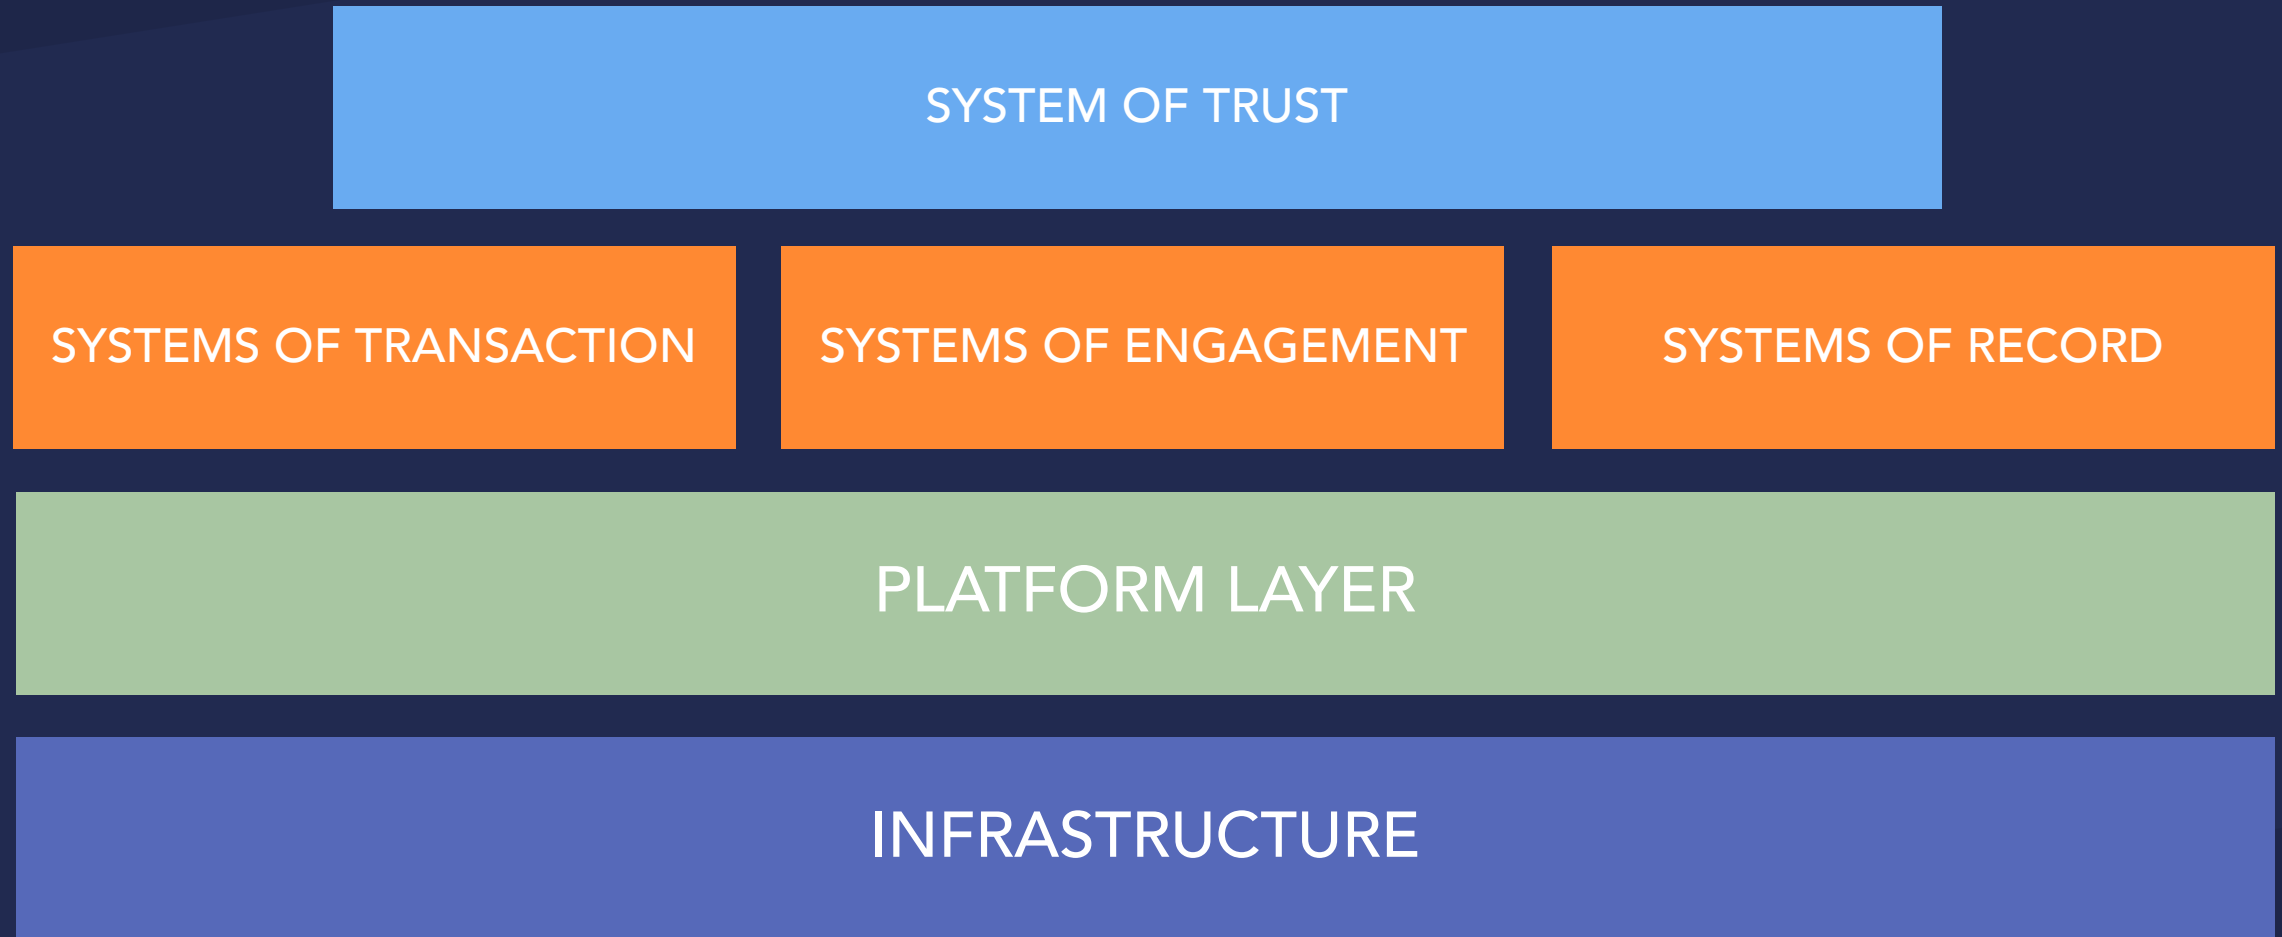 SYSTEM OF TRUST
SYSTEMS OF TRANSACTION
SYSTEMS OF ENGAGEMENT
SYSTEMS OF RECORD
PLATFORM LAYER
INFRASTRUCTURE